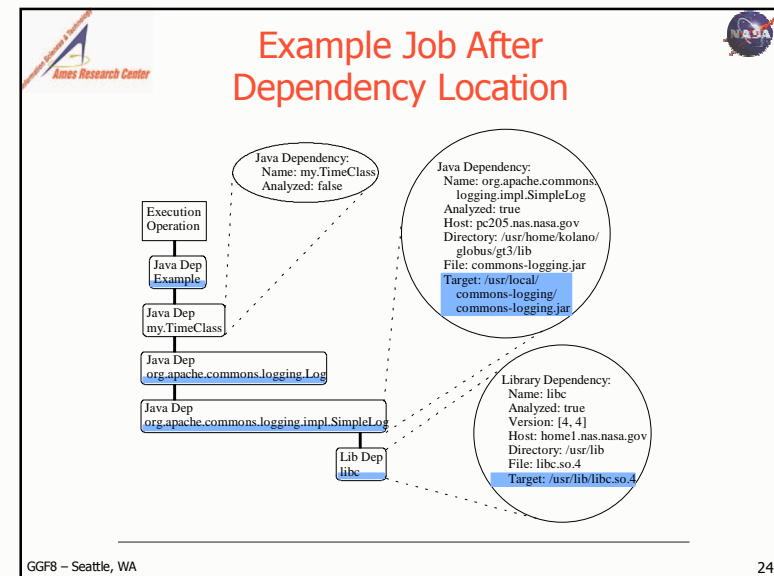 Information Sciences & Technology
Ames Research Center
NASA
Example Job After
Dependency Location
Java Dependency:
Name: my.TimeClass
Analyzed: false
Java Dependency:
Name: org.apache.commons.
logging.impl.SimpleLog
Analyzed: true
Host: pc205.nas.nasa.gov
Directory: /usr/home/kolano/
globus/gt3/lib
File: commons-logging.jar
Target: /usr/local/
commons-logging/
commons-logging.jar
Execution
Operation
Java Dep
Example
Java Dep
my.TimeClass
Java Dep
org.apache.commons.logging.Log
Java Dep
org.apache.commons.logging.impl.SimpleLog
Lib Dep
libc
Library Dependency:
Name: libc
Analyzed: true
Version: [4, 4]
Host: home1.nas.nasa.gov
Directory: /usr/lib
File: libc.so.4
Target: /usr/lib/libc.so.4
GGF8 – Seattle, WA
24